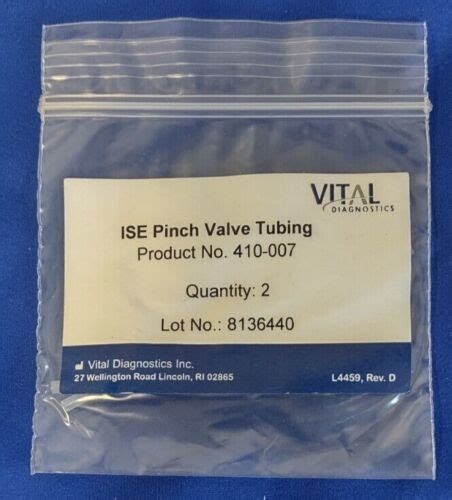 VITAL
DIAGNOSTICS
ISE Pinch Valve Tubing
Product No. 410-007
Quantity: 2
Lot No.: 8136440
Vital Diagnostics Inc.
27 Wellington Road Lincoln, RI 02865
L4459, Rev. D